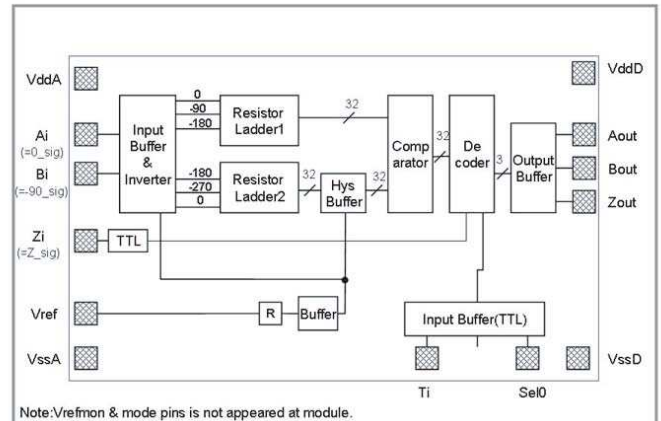 VddA
VddD
Ai
(=0_sig)
Bi
(=-90_sig)
Zi
(=Z_sig)
Vref
VssA
Input
Buffer
&
Inverter
0
-90
-180
-180
-270
0
Resistor
Ladder1
Resistor
Ladder2
32
32
Hys
Buffer
32
Comp
arator
32
De
coder
3
Output
Buffer
Aout
Bout
Zout
TTL
R
Buffer
Input Buffer(TTL)
Ti
Sel0
VssD
Note:Vrefmon & mode pins is not appeared at module.